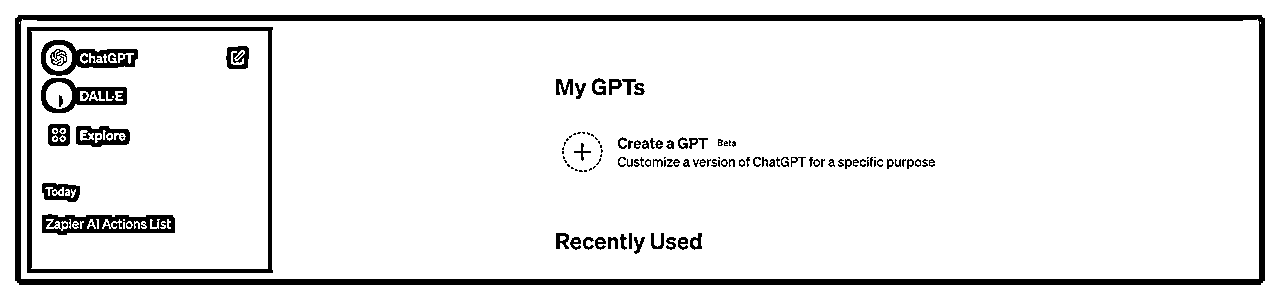 ChatGPT
DALL·E
Explore
Today
Zapier AI Actions List
My GPTs
Create a GPT Beta
Customize a version of ChatGPT for a specific purpose
Recently Used